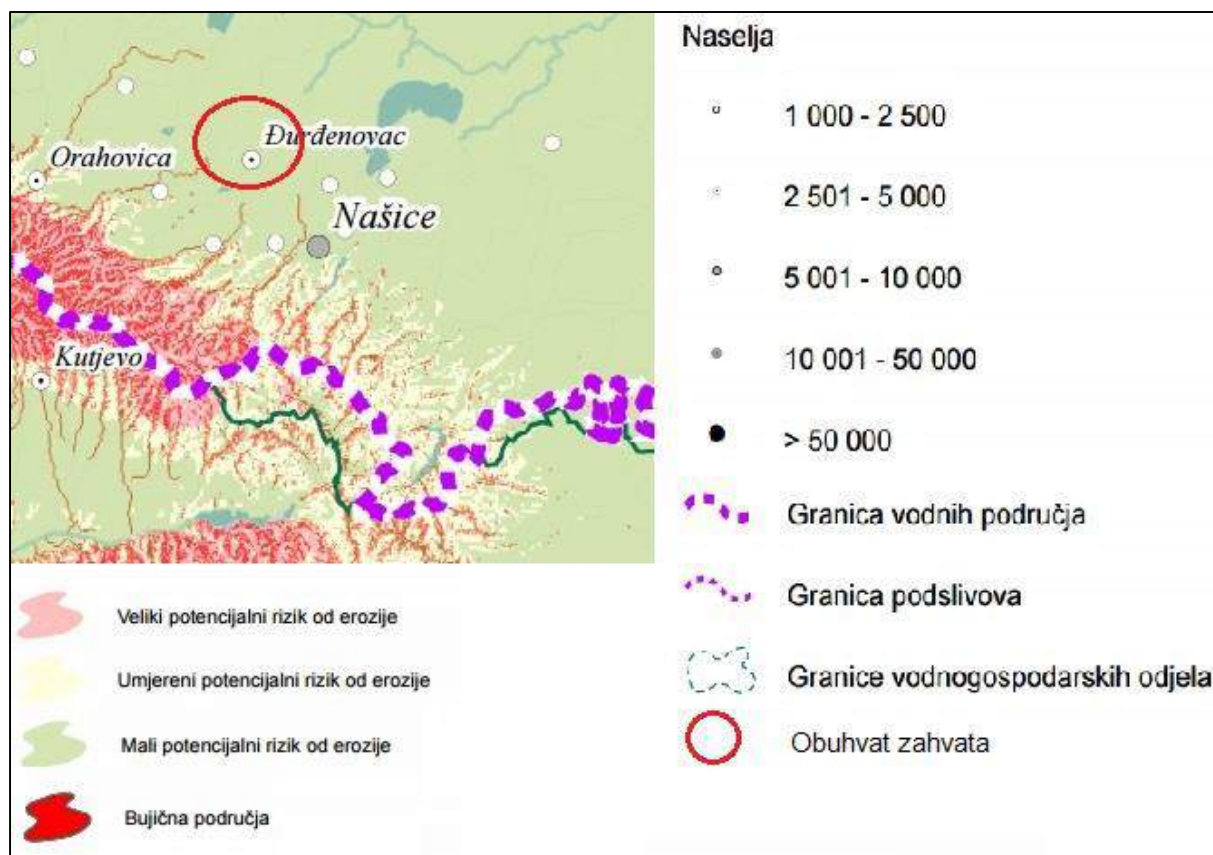 Đurđenovac
Orahovica
Našice
Kutjevo
Naselja
1 000 - 2 500
2 501 - 5 000
5 001 - 10 000
10 001 - 50 000
> 50 000
Granica vodnih područja
Granica podslivova
Granice vodnogospodarskih odjela
Obuhvat zahvata
Veliki potencijalni rizik od erozije
Umjereni potencijalni rizik od erozije
Mali potencijalni rizik od erozije
Bujična područja